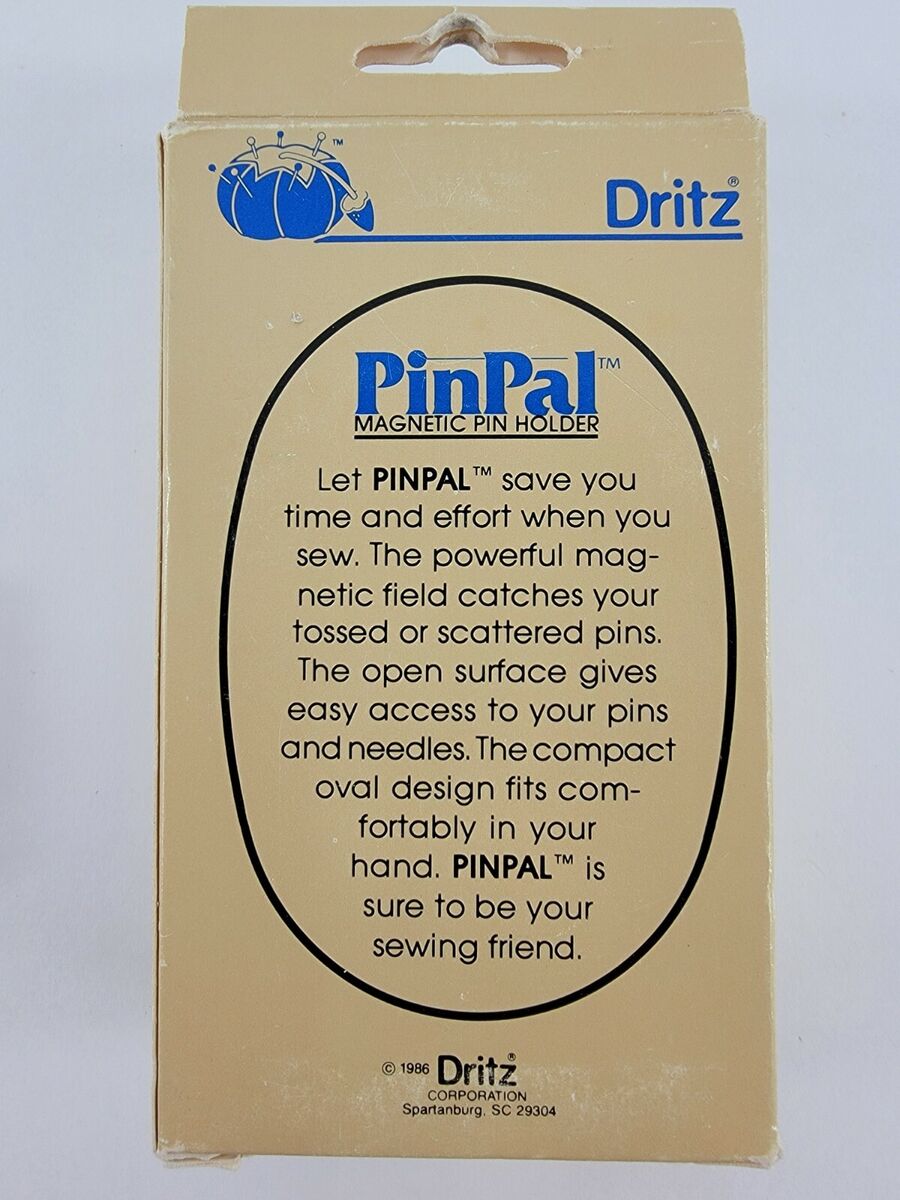 ™
Dritz®
PinPal™
MAGNETIC PIN HOLDER
Let PINPAL™ save you
time and effort when you
sew. The powerful mag-
netic field catches your
tossed or scattered pins.
The open surface gives
easy access to your pins
and needles. The compact
oval design fits com-
fortably in your
hand. PINPAL™ is
sure to be your
sewing friend.
© 1986 Dritz®
CORPORATION
Spartanburg, SC 29304